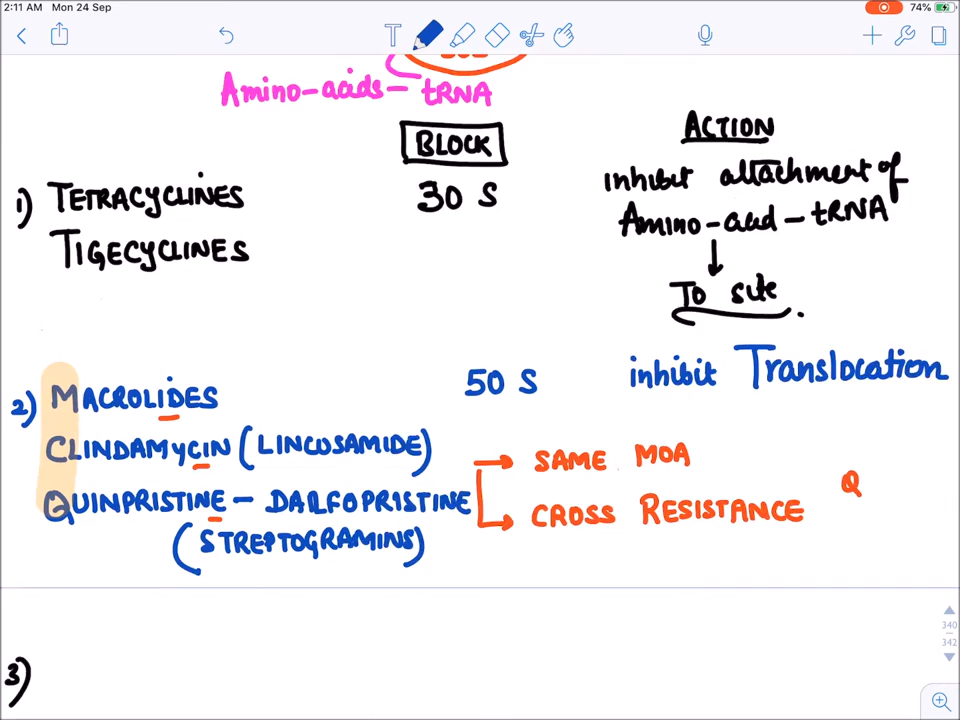 2:11 AM Mon 24 Sep
74%
T
Amino-acids - tRNA
BLOCK
ACTION
1) TETRACYCLINES
30 S
inhibit attachment of
TIGECYCLINES
Amino-acid-tRNA
To site
2) MACROLIDES
50 S
inhibit Translocation
CLINDAMYCIN (LINCOSAMIDE)
SAME MOA
QUINPRISTINE - DALFOPRISTINE
CROSS RESISTANCE
Q
(STREPTOGRAMINS)
340
342
3)